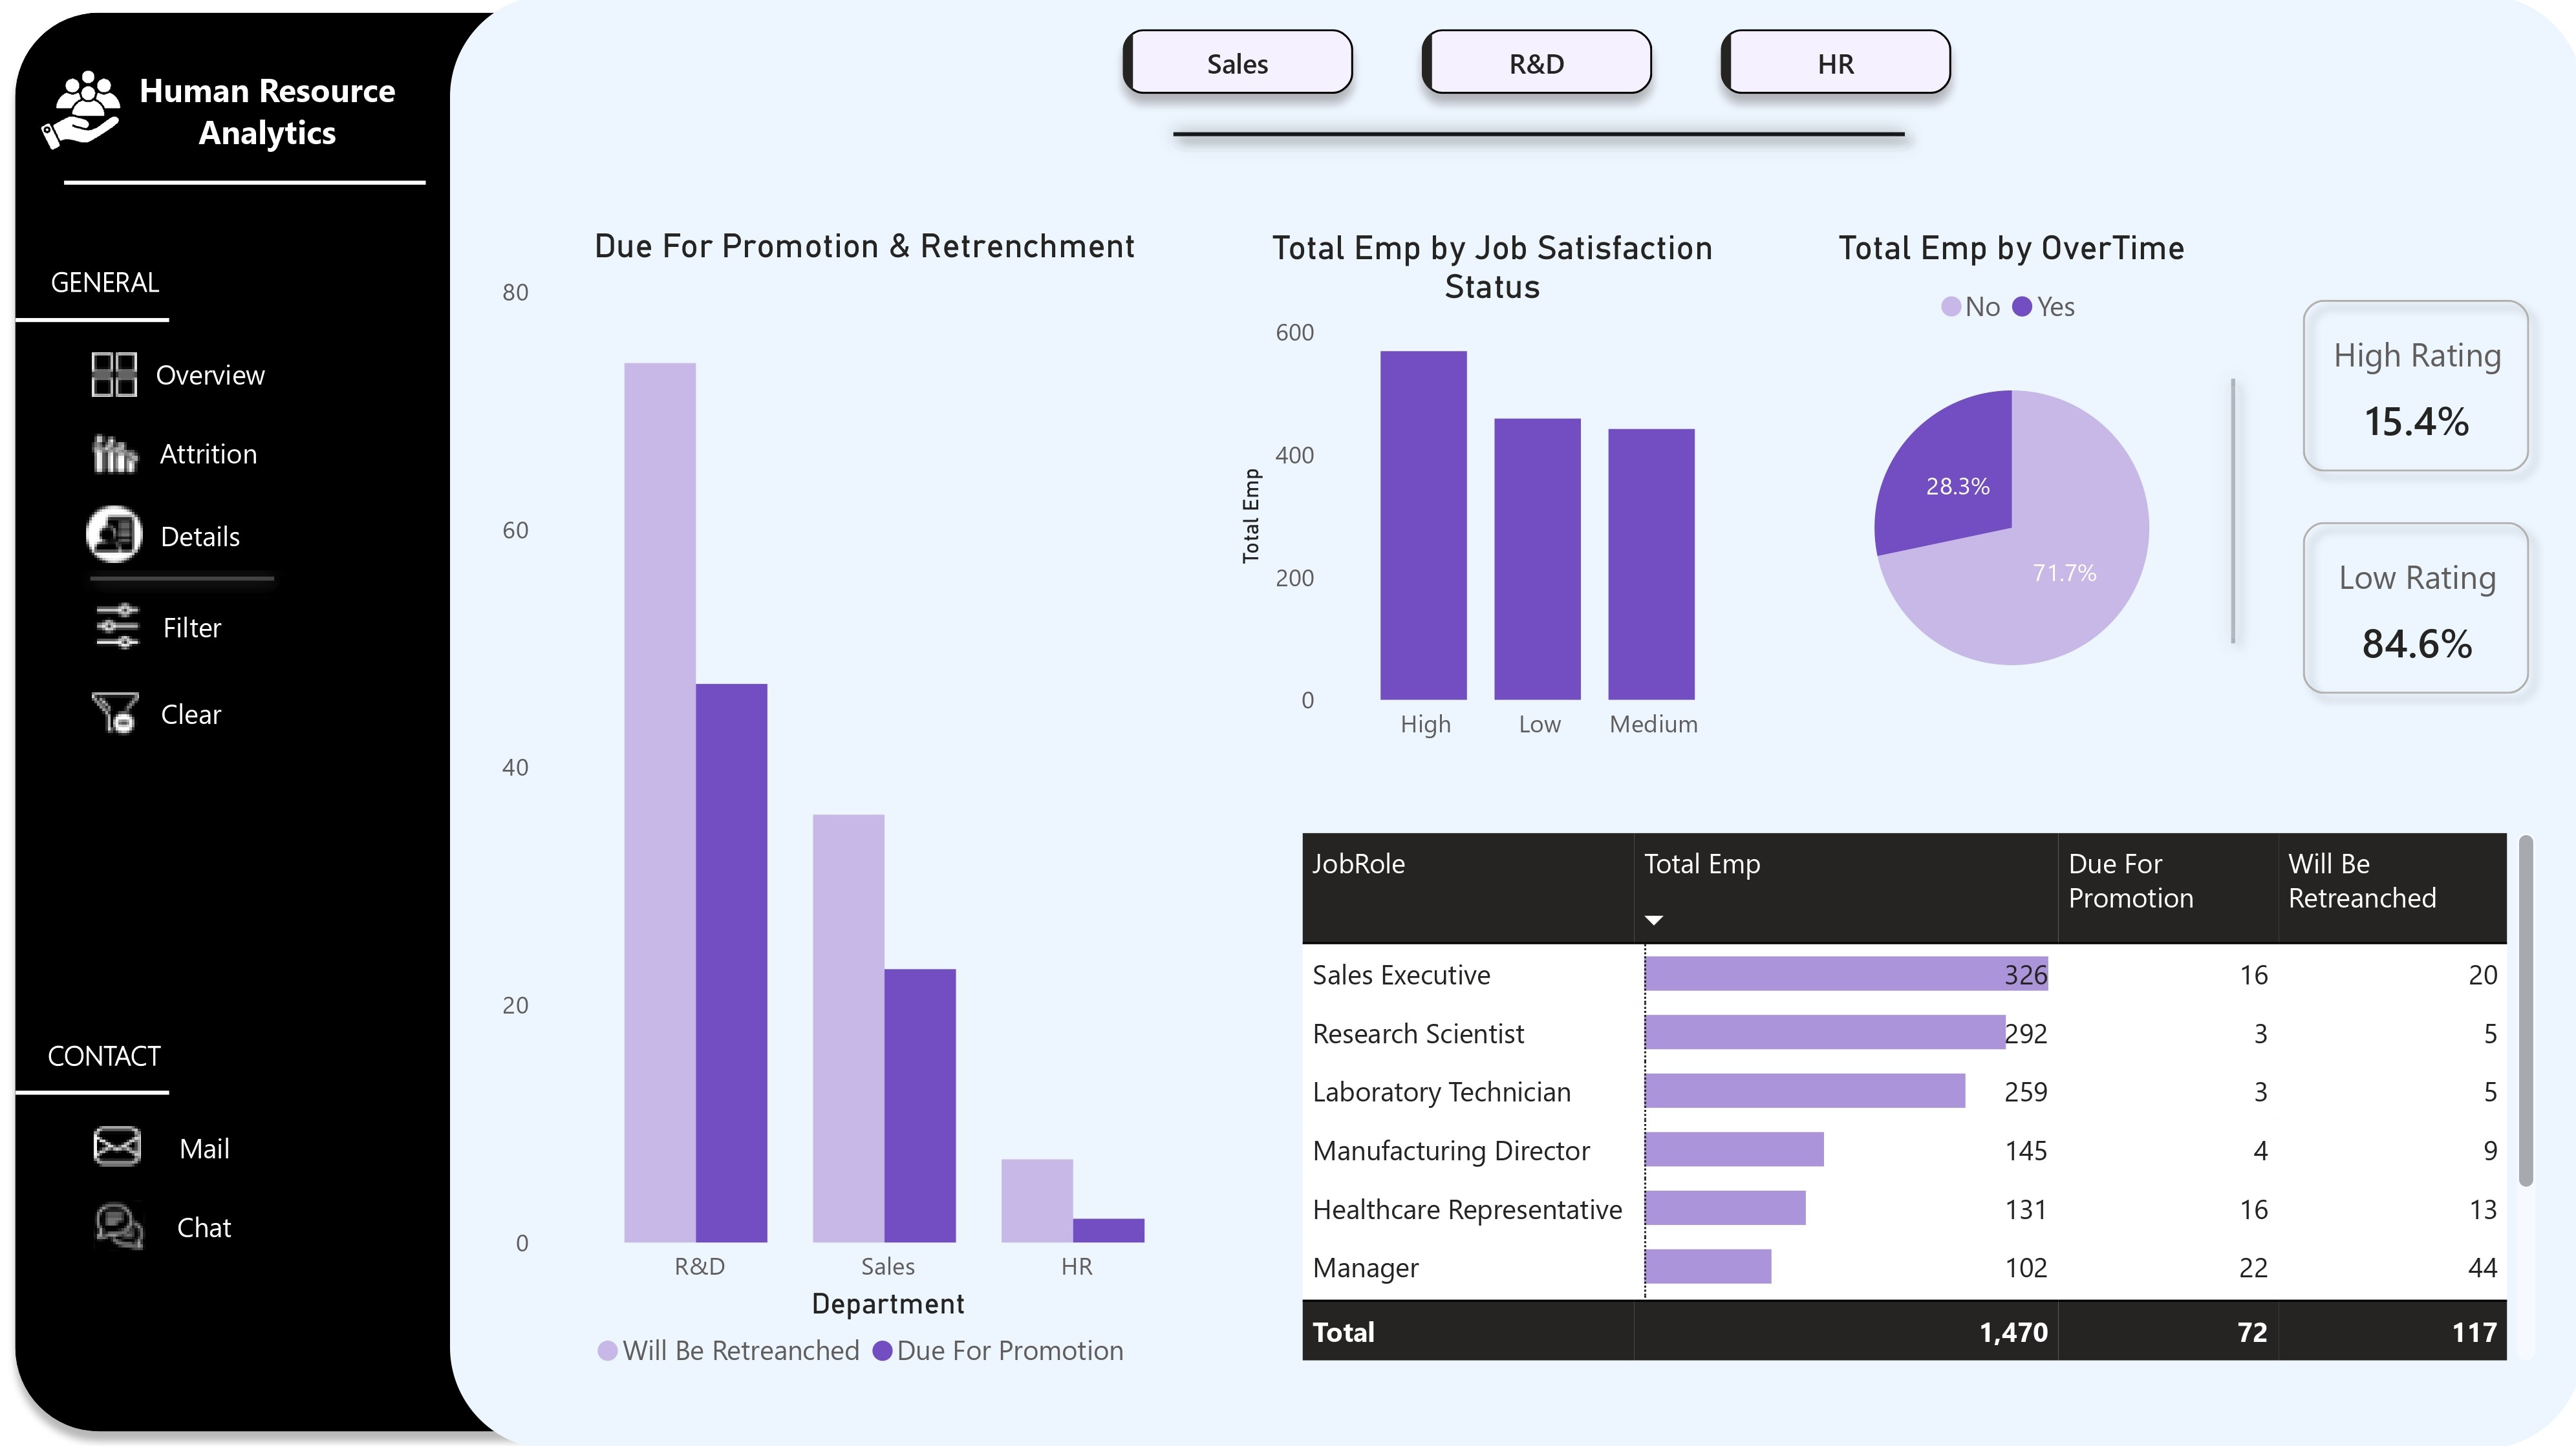 Human Resource
Analytics
GENERAL
Overview
Attrition
Details
Filter
Clear
CONTACT
Mail
Chat
Sales
R&D
HR
Due For Promotion & Retrenchment
80
60
40
20
0
R&D
Sales
HR
Department
Will Be Retreanched
Due For Promotion
Total Emp by Job Satisfaction
Status
Total Emp
600
400
200
0
High
Low
Medium
Total Emp by OverTime
No
Yes
28.3%
71.7%
High Rating
15.4%
Low Rating
84.6%
JobRole Total Emp Due For Will Be
Promotion Retreanched
Sales Executive 326 16 20
Research Scientist 292 3 5
Laboratory Technician 259 3 5
Manufacturing Director 145 4 9
Healthcare Representative 131 16 13
Manager 102 22 44
Total 1,470 72 117